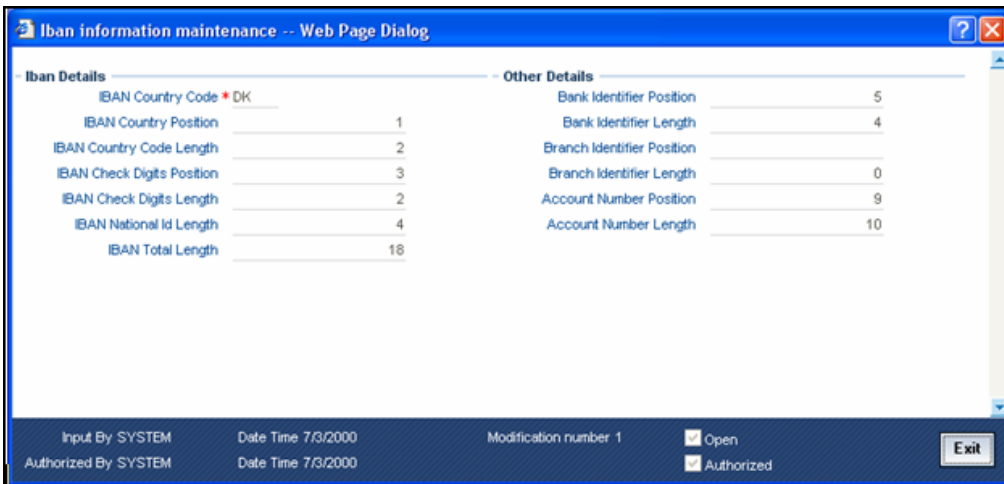 Iban information maintenance -- Web Page Dialog
?
Iban Details
IBAN Country Code * DK
IBAN Country Position 1
IBAN Country Code Length 2
IBAN Check Digits Position 3
IBAN Check Digits Length 2
IBAN National Id Length 4
IBAN Total Length 18
Other Details
Bank Identifier Position 5
Bank Identifier Length 4
Branch Identifier Position
Branch Identifier Length 0
Account Number Position 9
Account Number Length 10
Input By SYSTEM Date Time 7/3/2000 Modification number 1 Open
Authorized By SYSTEM Date Time 7/3/2000 Authorized
Exit